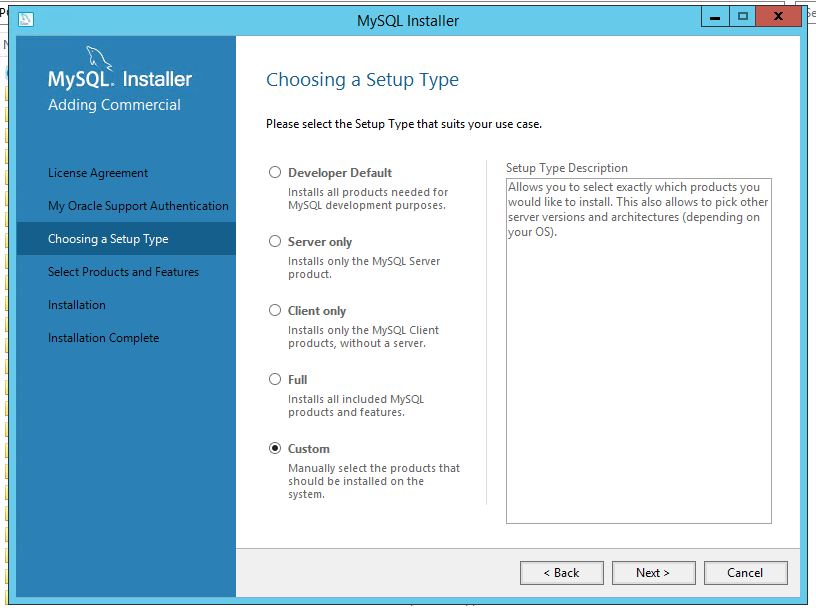 MySQL Installer
MySQL. Installer
Adding Commercial
License Agreement
My Oracle Support Authentication
Choosing a Setup Type
Select Products and Features
Installation
Installation Complete
Choosing a Setup Type
Please select the Setup Type that suits your use case.
Developer Default
Installs all products needed for
MySQL development purposes.
Server only
Installs only the MySQL Server
product.
Client only
Installs only the MySQL Client
products, without a server.
Full
Installs all included MySQL
products and features.
Custom
Manually select the products that
should be installed on the
system.
Setup Type Description
Allows you to select exactly which products you
would like to install. This also allows to pick other
server versions and architectures (depending on
your OS).
< Back
Next >
Cancel